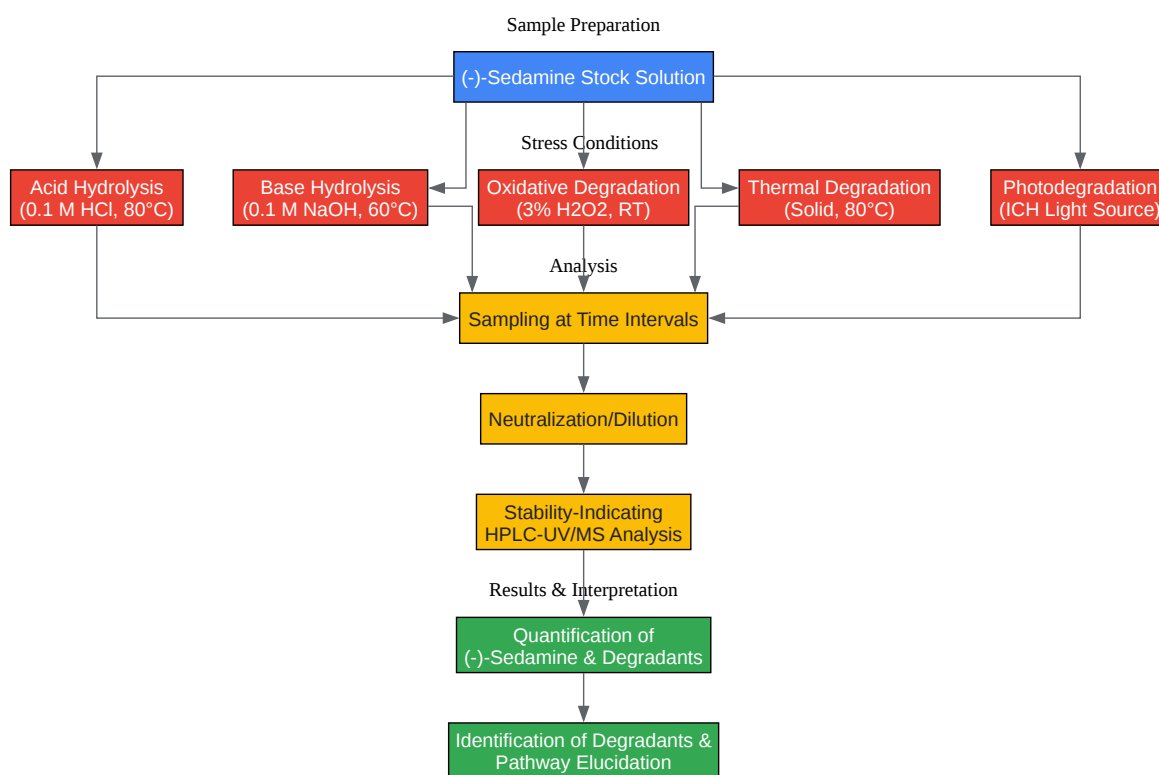 Sample Preparation
(-)-Sedamine Stock Solution
Stress Conditions
Acid Hydrolysis
(0.1 M HCl, 80°C)
Base Hydrolysis
(0.1 M NaOH, 60°C)
Oxidative Degradation
(3% H2O2, RT)
Thermal Degradation
(Solid, 80°C)
Photodegradation
(ICH Light Source)
Analysis
Sampling at Time Intervals
Neutralization/Dilution
Stability-Indicating
HPLC-UV/MS Analysis
Results & Interpretation
Quantification of
(-)-Sedamine & Degradants
Identification of Degradants &
Pathway Elucidation